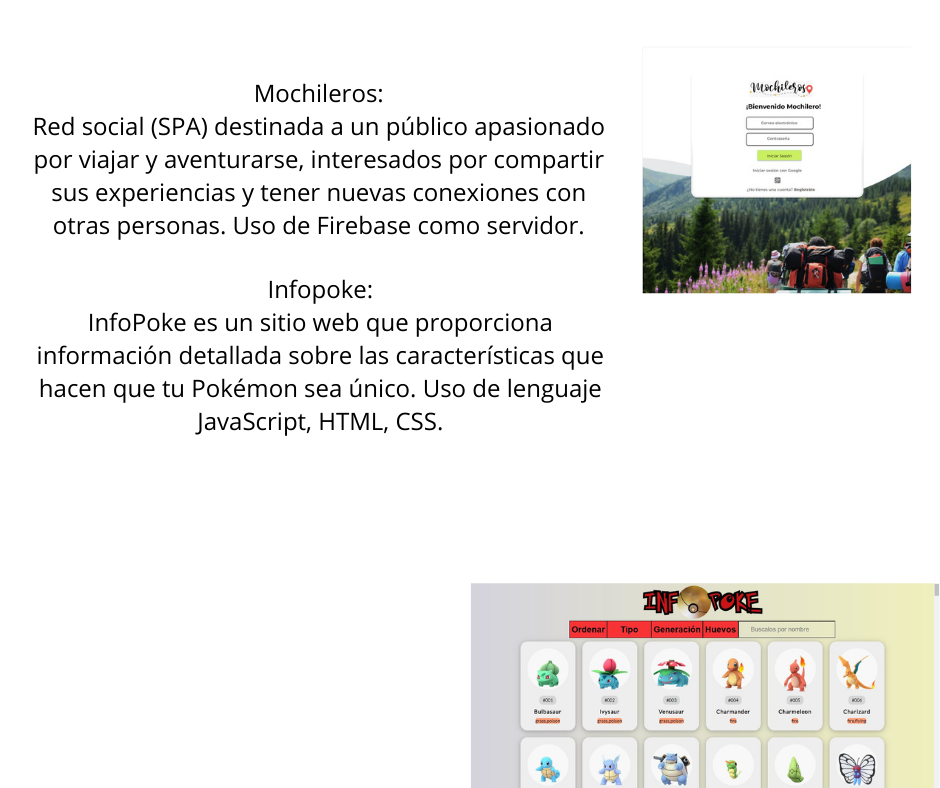 Mochileros:
Red social (SPA) destinada a un público apasionado
por viajar y aventurarse, interesados por compartir
sus experiencias y tener nuevas conexiones con
otras personas. Uso de Firebase como servidor.
Infopoke:
InfoPoke es un sitio web que proporciona
información detallada sobre las características que
hacen que tu Pokémon sea único. Uso de lenguaje
JavaScript, HTML, CSS.
Mochileros
¡Bienvenido Mochilero!
Correo electrónico
Contraseña
Iniciar Sesión
Iniciar sesión con Google
¿No tienes una cuenta? Regístrate
INFOPOKE
Ordenar Tipo Generación Huevos Buscalos por nombre
#001 #002 #003 #004 #005 #006
Bulbasaur Ivysaur Venusaur Charmander Charmeleon Charizard
grass,poison grass,poison grass,poison fire fire fire,flying